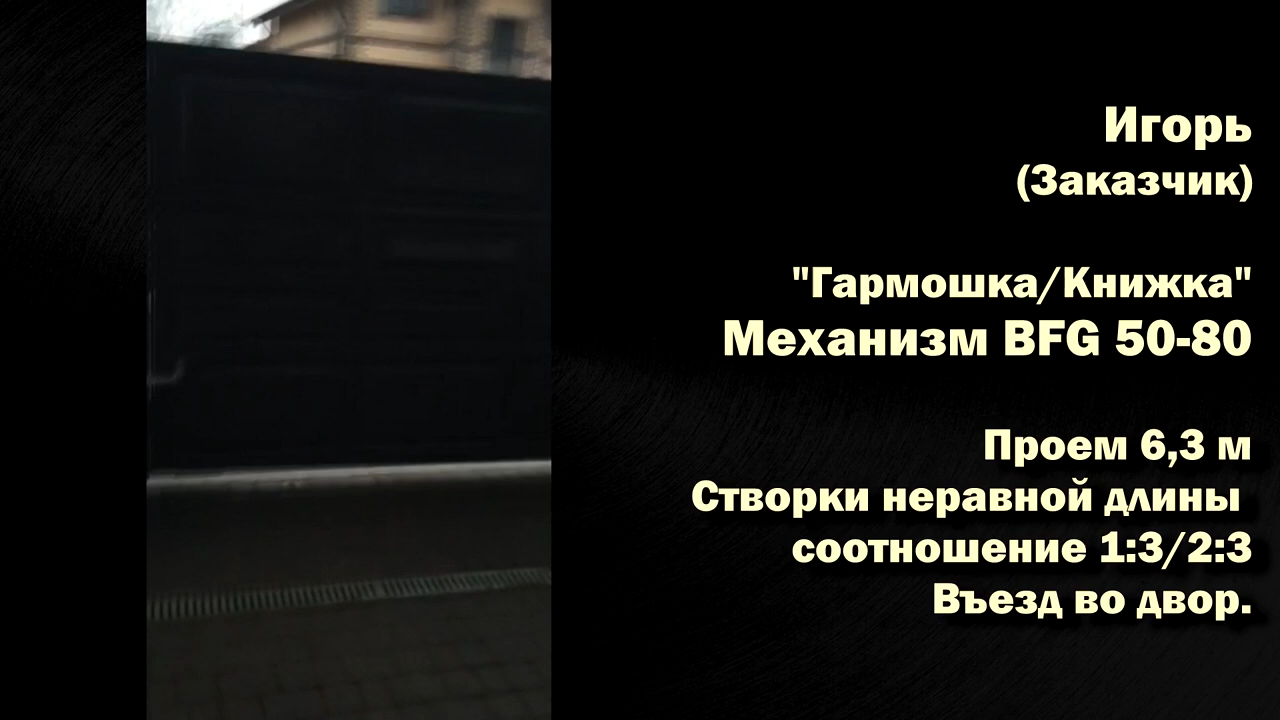 Игорь
(Заказчик)
"Гармошка/Книжка"
Механизм BFG 50-80
Проем 6,3 м
Створки неравной длины
соотношение 1:3/2:3
Въезд во двор.